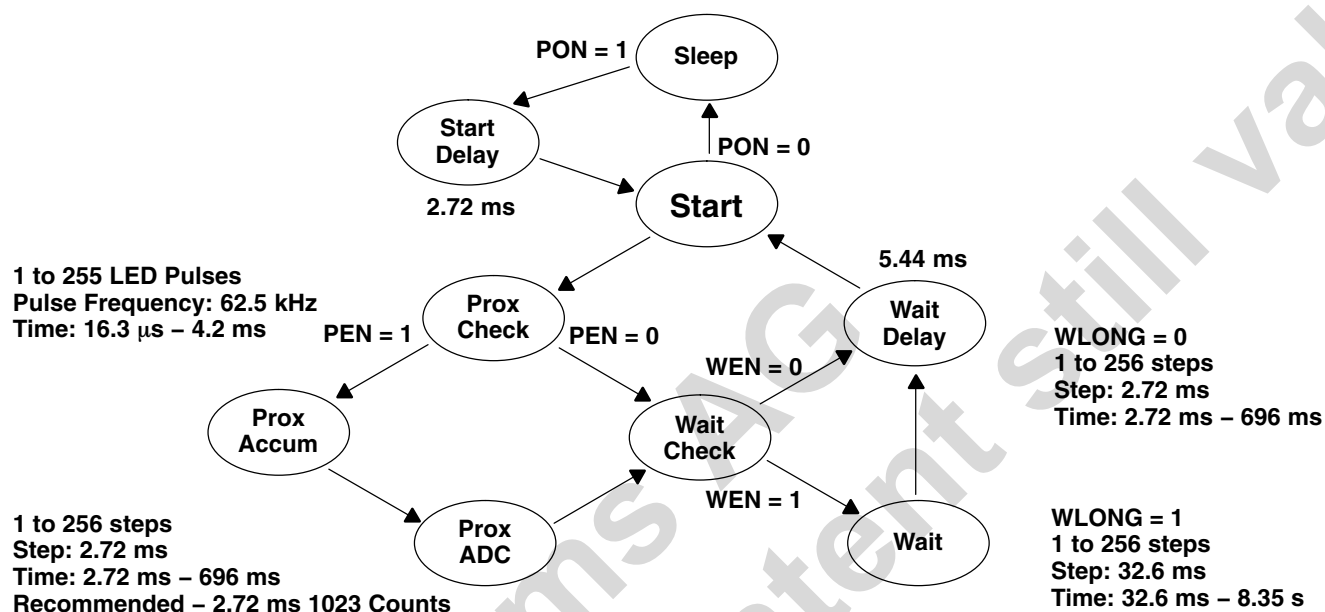 PON = 1
Sleep
Start
Delay
PON = 0
2.72 ms
Start
1 to 255 LED Pulses
Pulse Frequency: 62.5 kHz
Time: 16.3 μs – 4.2 ms
Prox
Check
PEN = 1
PEN = 0
5.44 ms
Wait
Delay
WEN = 0
WLONG = 0
1 to 256 steps
Step: 2.72 ms
Time: 2.72 ms – 696 ms
Prox
Accum
Wait
Check
WEN = 1
1 to 256 steps
Step: 2.72 ms
Time: 2.72 ms – 696 ms
Recommended – 2.72 ms 1023 Counts
Prox
ADC
Wait
WLONG = 1
1 to 256 steps
Step: 32.6 ms
Time: 32.6 ms – 8.35 s
AG
still